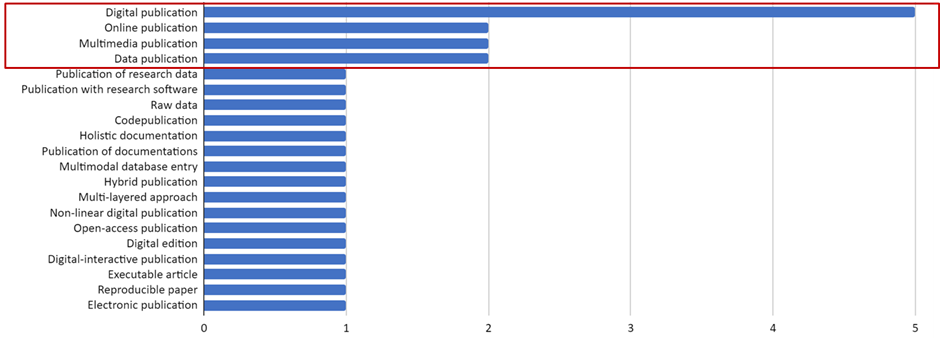 Digital publication
Online publication
Multimedia publication
Data publication
Publication of research data
Publication with research software
Raw data
Codepublication
Holistic documentation
Publication of documentations
Multimodal database entry
Hybrid publication
Multi-layered approach
Non-linear digital publication
Open-access publication
Digital edition
Digital-interactive publication
Executable article
Reproducible paper
Electronic publication
0 1 2 3 4 5